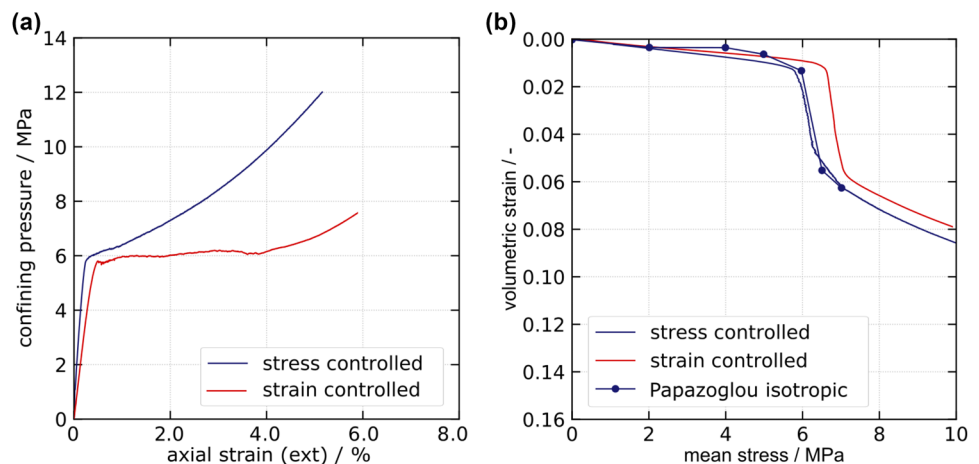 (a)
confining pressure / MPa
14
12
10
8
6
4
2
0
stress controlled
strain controlled
0 2.0 4.0 6.0 8.0
axial strain (ext) / %
(b)
volumetric strain / -
0.00
0.02
0.04
0.06
0.08
0.10
0.12
0.14
0.16
stress controlled
strain controlled
Papazoglou isotropic
0 2 4 6 8 10
mean stress / MPa